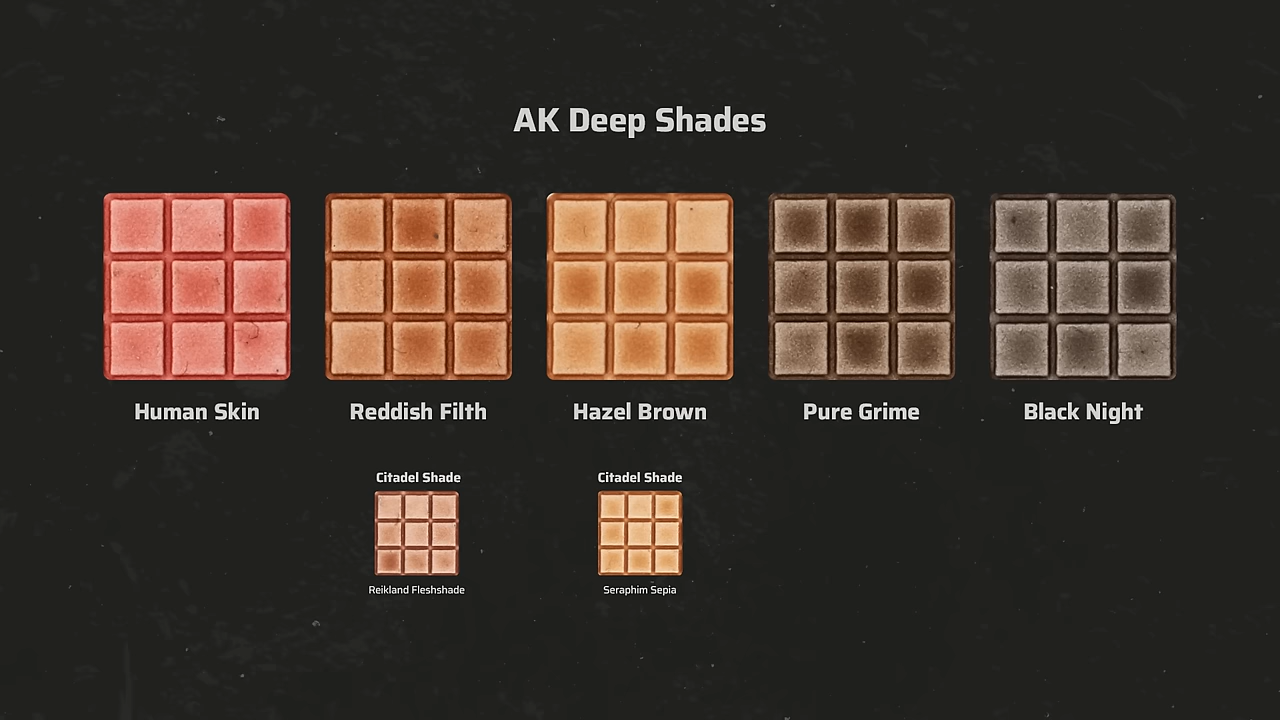 AK Deep Shades
Human Skin
Reddish Filth
Hazel Brown
Pure Grime
Black Night
Citadel Shade
Citadel Shade
Reikland Fleshshade
Seraphim Sepia